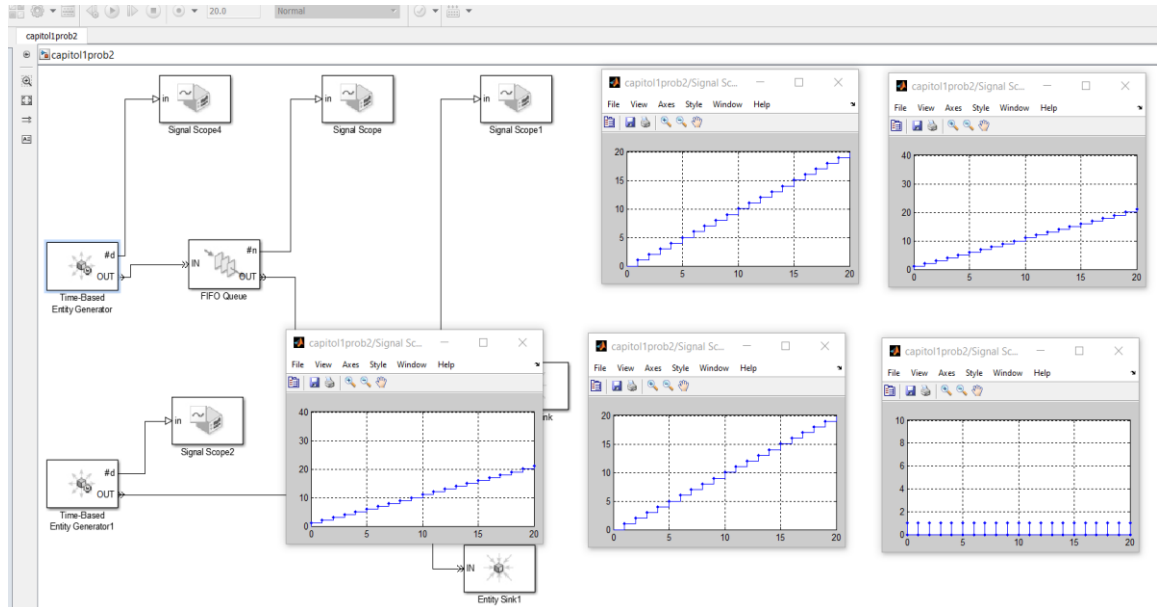 20.0 Normal
capitol1prob2
capitol1prob2
in
Signal Scope4
in
Signal Scope
in
Signal Scope1
#d
OUT
Time-Based
Entity Generator
IN
#n
OUT
FIFO Queue
in
Signal Scope2
#d
OUT
Time-Based
Entity Generator1
nk
IN
Entity Sink1
capitol1prob2/Signal Sc...
File View Axes Style Window Help
20
15
10
5
0
0 5 10 15 20
capitol1prob2/Signal Sc...
File View Axes Style Window Help
40
30
20
10
0
0 5 10 15 20
capitol1prob2/Signal Sc...
File View Axes Style Window Help
40
30
20
10
0
0 5 10 15 20
capitol1prob2/Signal Sc...
File View Axes Style Window Help
20
15
10
5
0
0 5 10 15 20
capitol1prob2/Signal Sc...
File View Axes Style Window Help
10
8
6
4
2
0
0 5 10 15 20